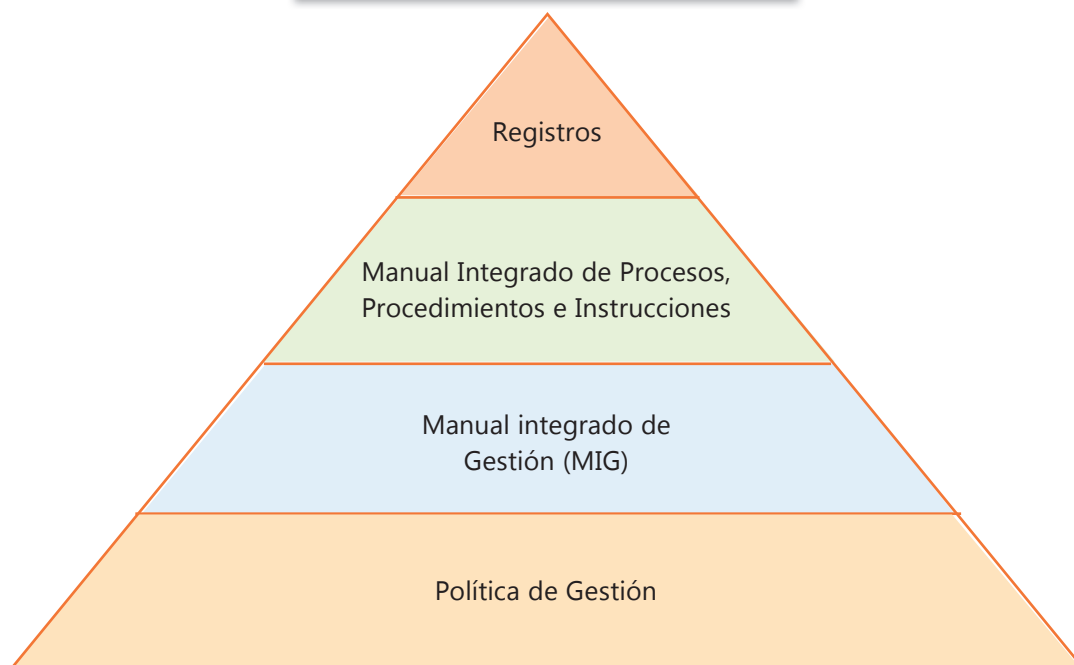 Registros
Manual Integrado de Procesos,
Procedimientos e Instrucciones
Manual integrado de
Gestión (MIG)
Política de Gestión